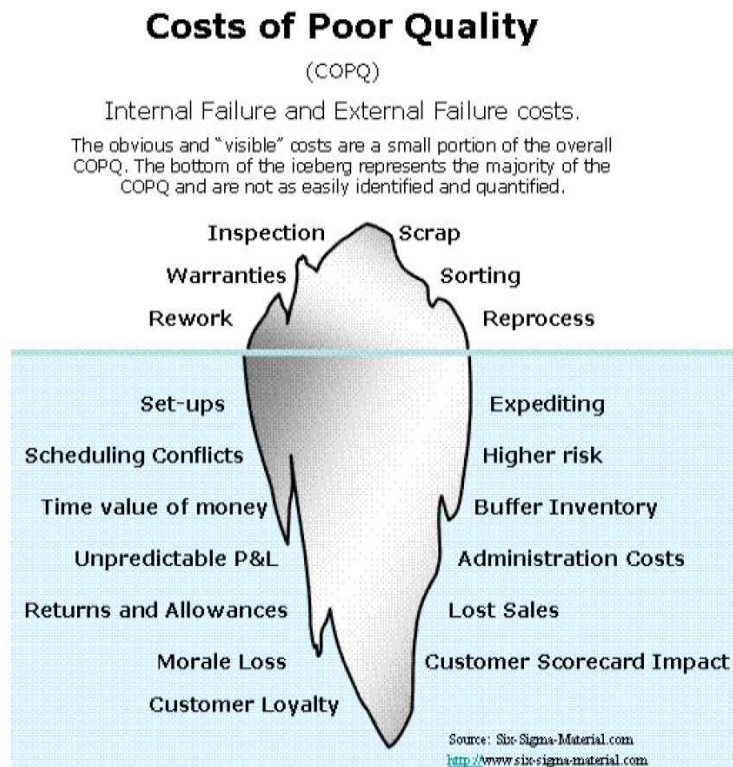 Costs of Poor Quality
(COPQ)
Internal Failure and External Failure costs.
The obvious and "visible" costs are a small portion of the overall
COPQ. The bottom of the iceberg represents the majority of the
COPQ and are not as easily identified and quantified.
Inspection Scrap
Warranties Sorting
Rework Reprocess
Set-ups Expediting
Scheduling Conflicts Higher risk
Time value of money Buffer Inventory
Unpredictable P&L Administration Costs
Returns and Allowances Lost Sales
Morale Loss Customer Scorecard Impact
Customer Loyalty
Source: Six-Sigma-Material.com
http://www.six-sigma-material.com